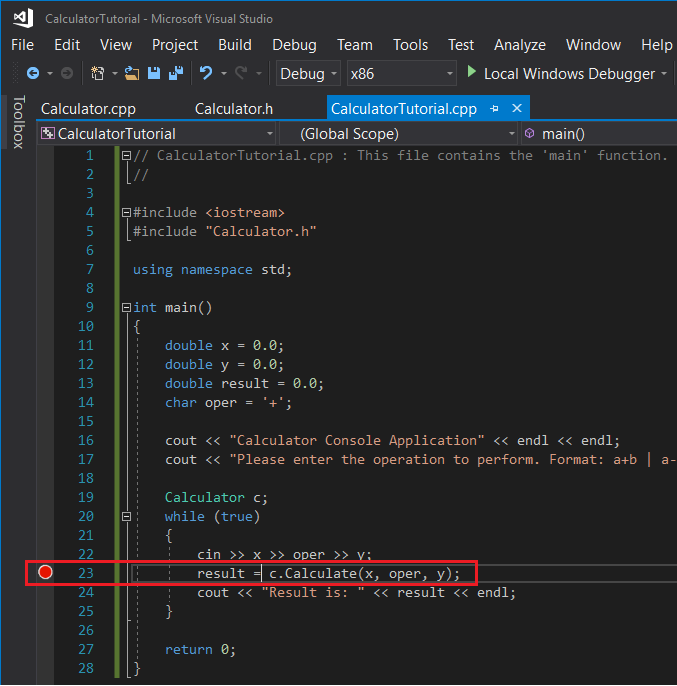 CalculatorTutorial - Microsoft Visual Studio
File Edit View Project Build Debug Team Tools Test Analyze Window Help
Debug x86 Local Windows Debugger
Toolbox
Calculator.cpp Calculator.h CalculatorTutorial.cpp
CalculatorTutorial (Global Scope) main()
1 // CalculatorTutorial.cpp : This file contains the 'main' function.
2 //
3
4 #include <iostream>
5 #include "Calculator.h"
6
7 using namespace std;
8
9 int main()
10 {
11 double x = 0.0;
12 double y = 0.0;
13 double result = 0.0;
14 char oper = '+';
15
16 cout << "Calculator Console Application" << endl << endl;
17 cout << "Please enter the operation to perform. Format: a+b | a-
18
19 Calculator c;
20 while (true)
21 {
22 cin >> x >> oper >> y;
23 result = c.Calculate(x, oper, y);
24 cout << "Result is: " << result << endl;
25 }
26
27 return 0;
28 }